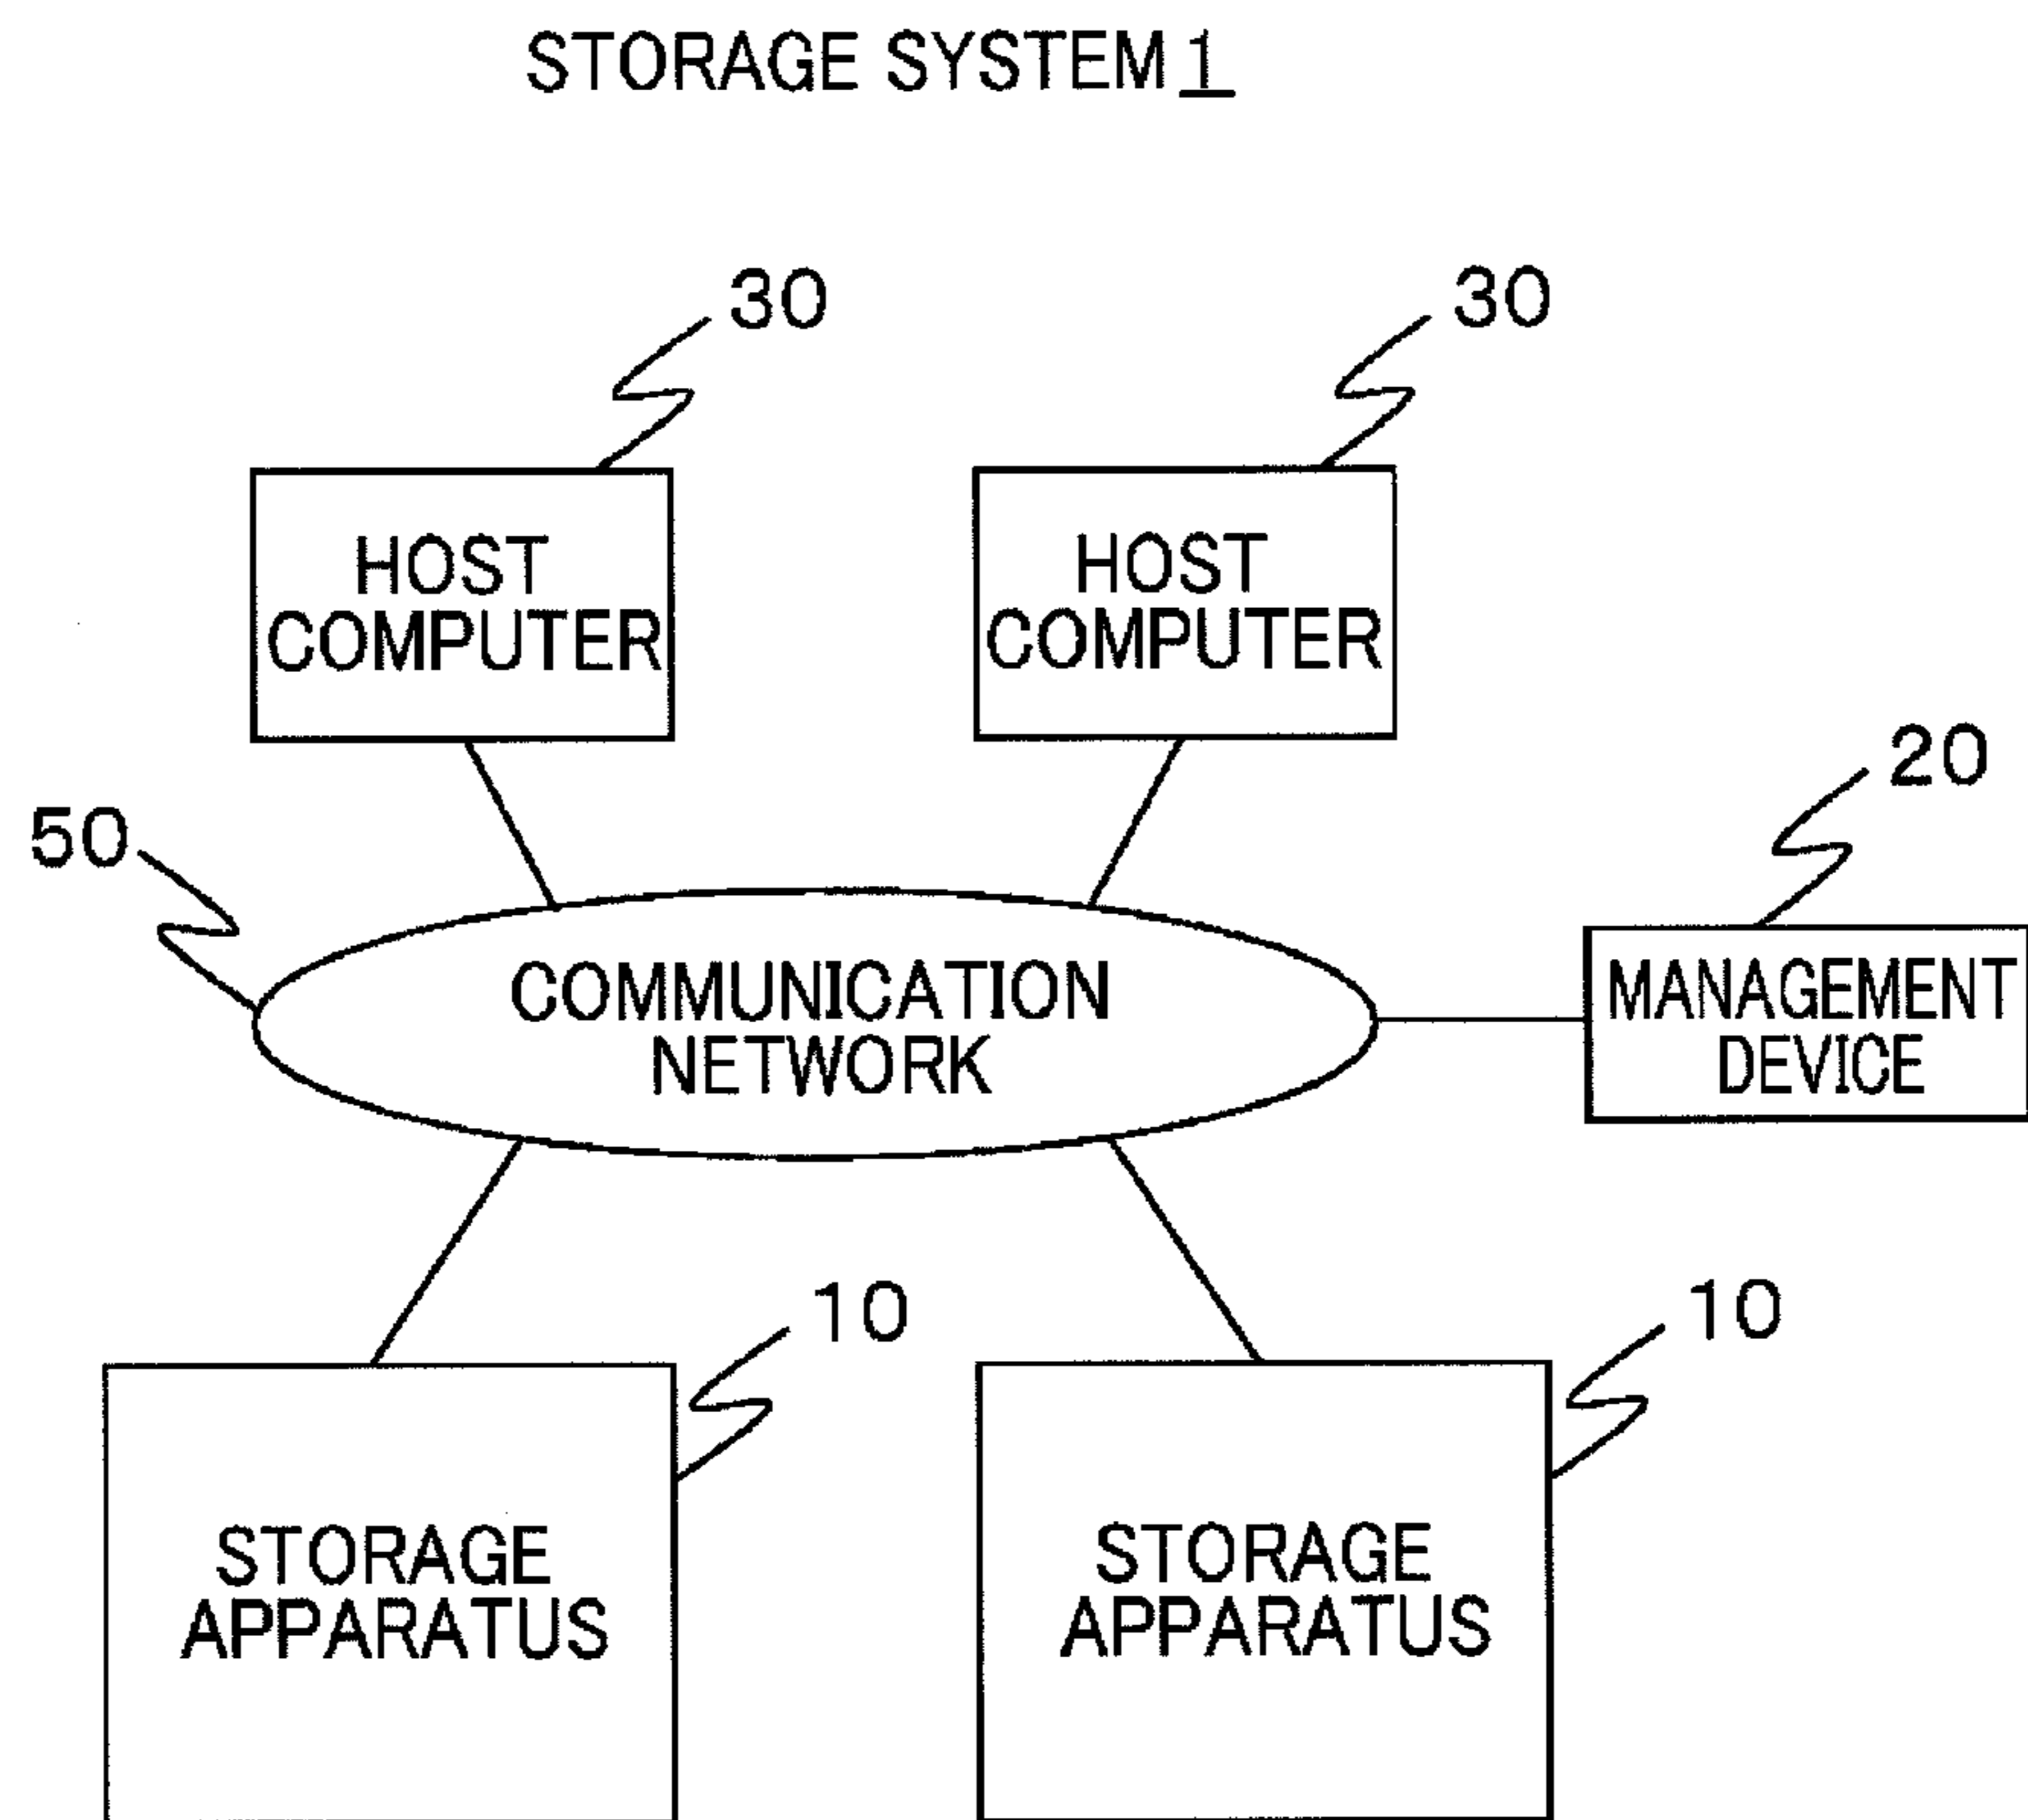 STORAGE SYSTEM 1
30
30
HOST
COMPUTER
HOST
COMPUTER
20
50
COMMUNICATION
NETWORK
MANAGEMENT
DEVICE
10
10
STORAGE
APPARATUS
STORAGE
APPARATUS